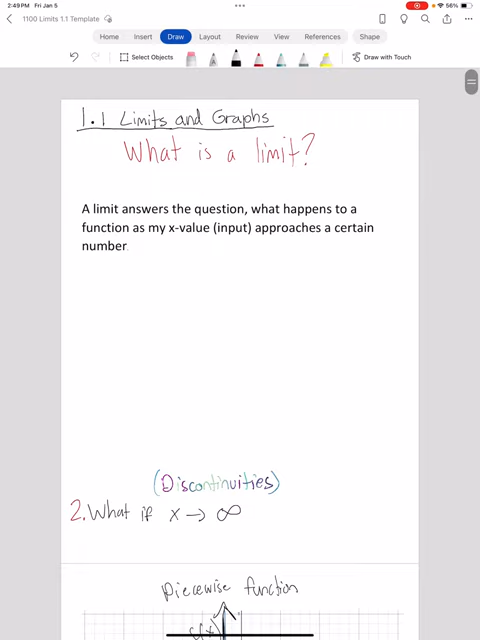 2:49 PM Fri Jan 5
56%
1100 Limits 1.1 Template
Home Insert Draw Layout Review View References Shape
Select Objects
Draw with Touch
1.1 Limits and Graphs
What is a limit?
A limit answers the question, what happens to a
function as my x-value (input) approaches a certain
number.
(Discontinuities)
2. What if x → ∞
Piecewise function